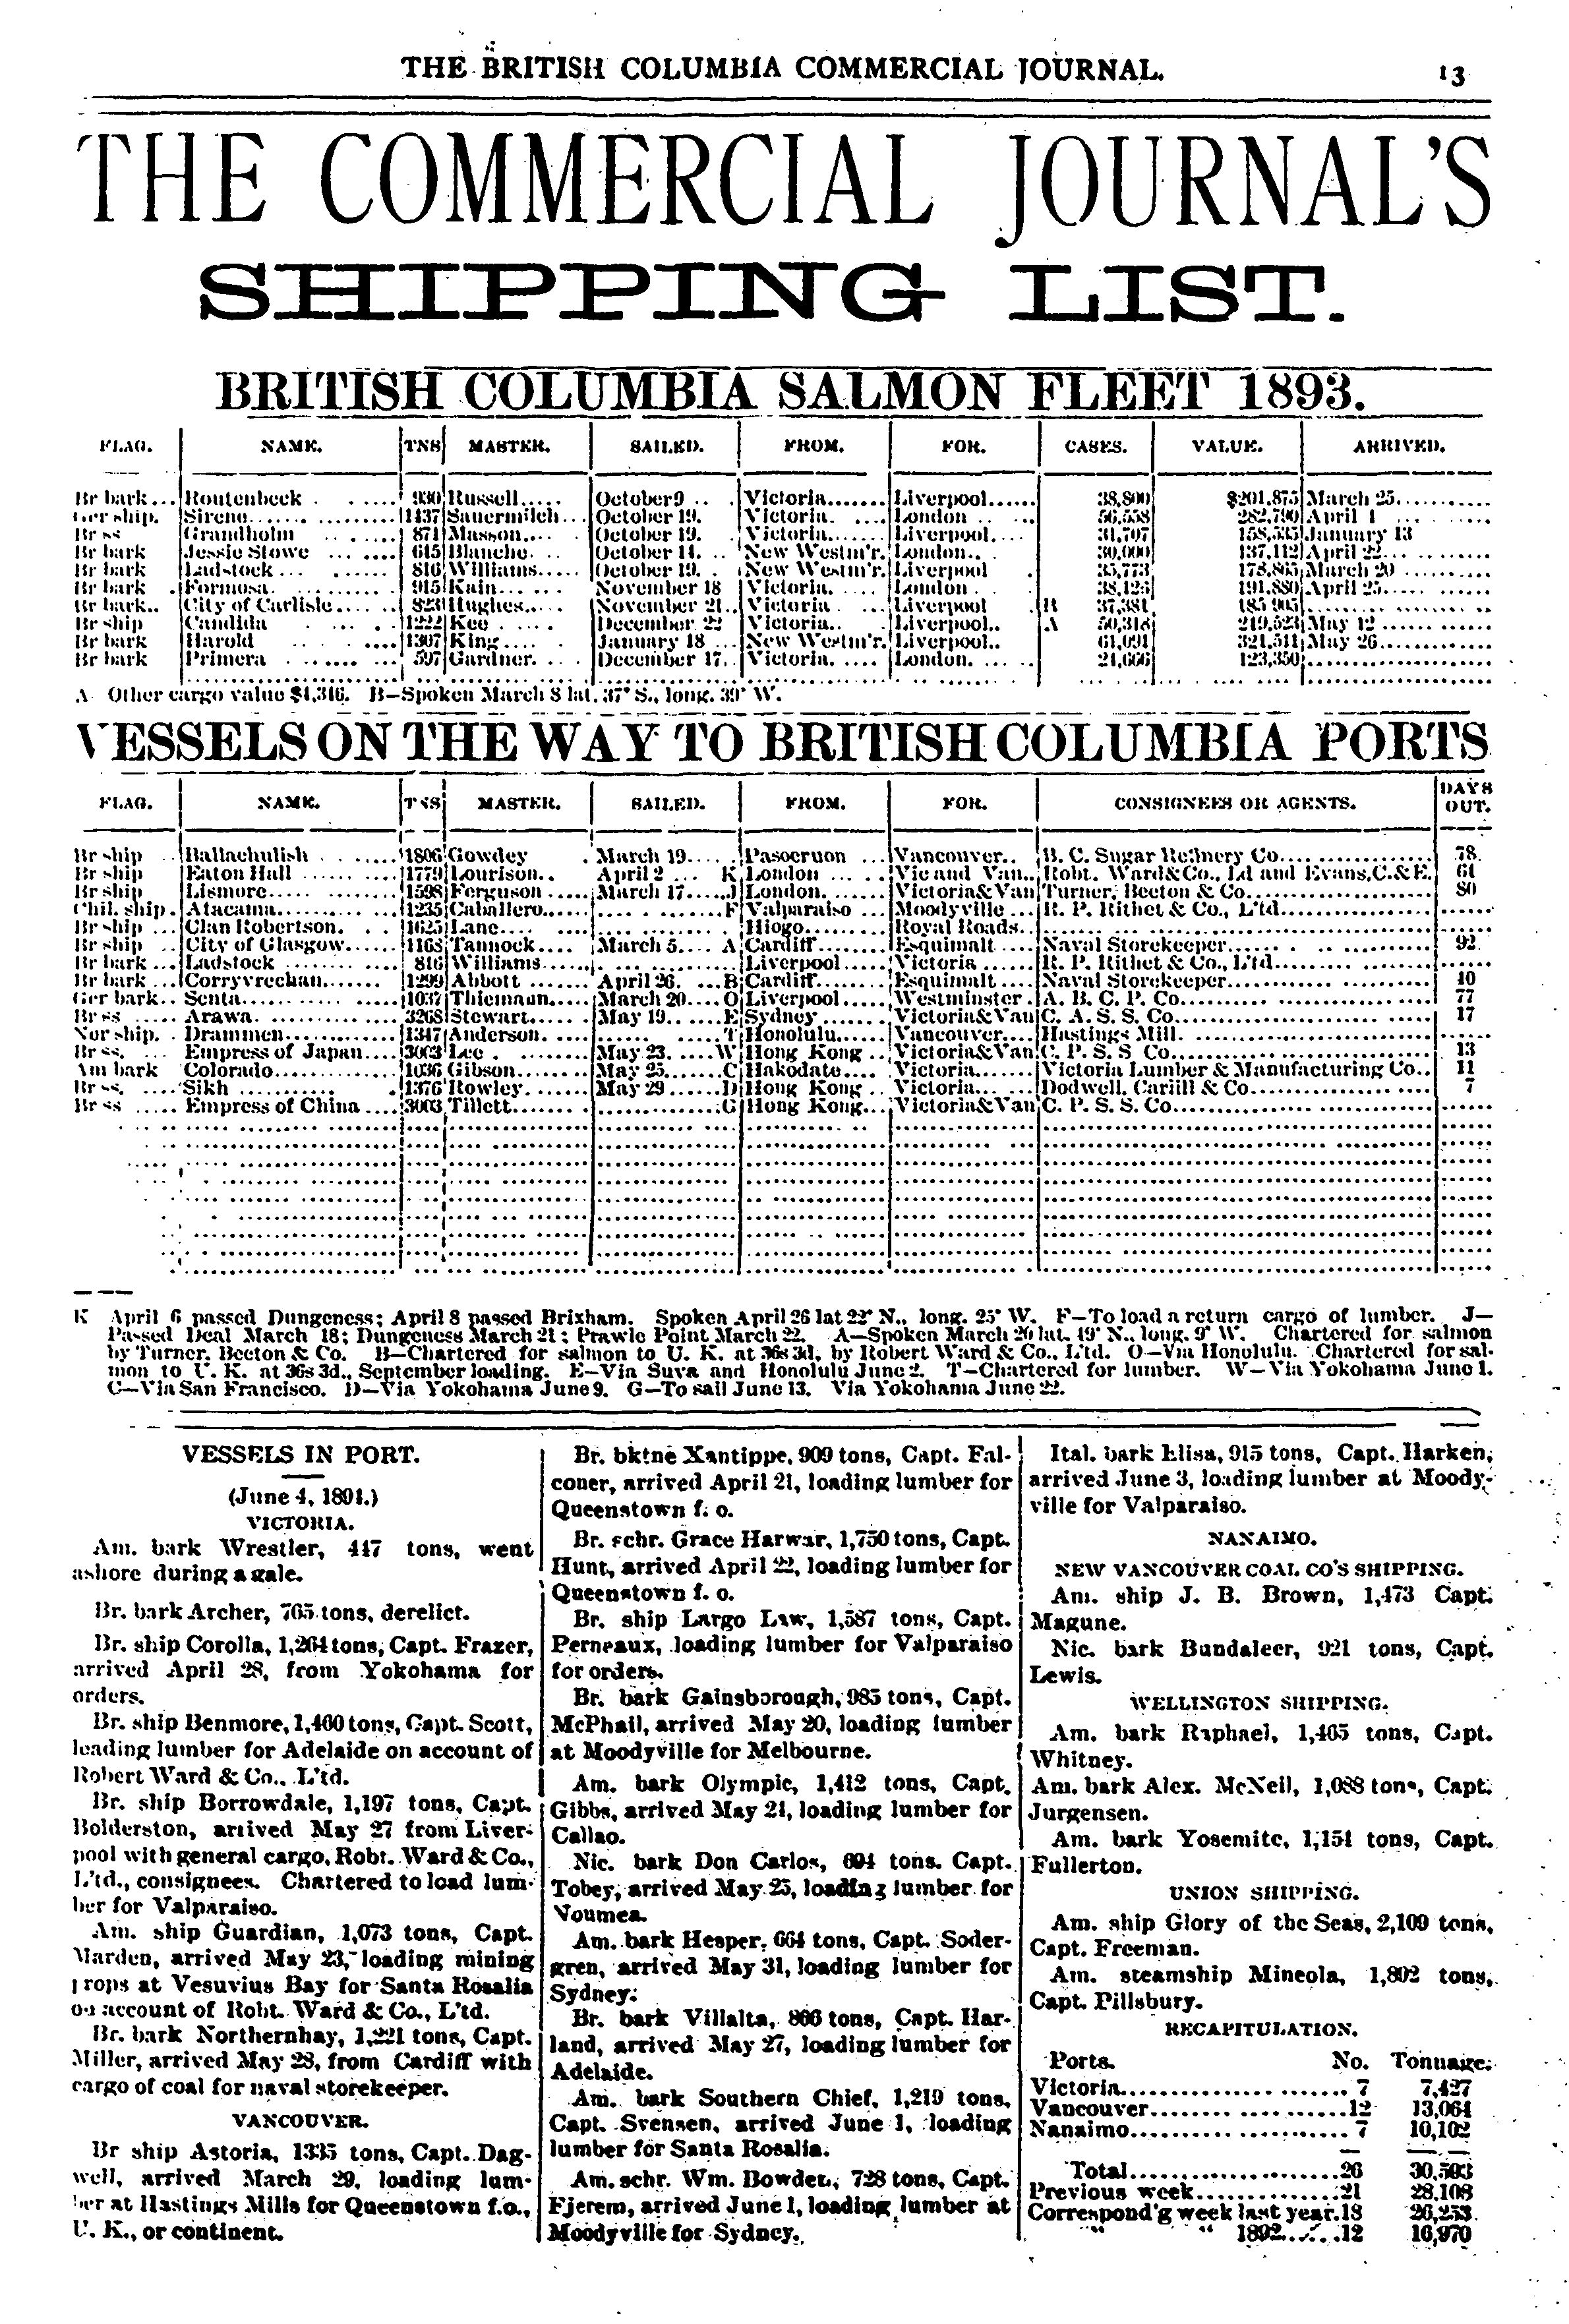 THE BRITISH COLUMBIA COMMERCIAL JOURNAL. 13
THE COMMERCIAL JOURNAL'S
SHIPPING LIST.
BRITISH COLUMBIA SALMON FLEET 1893.
FLAG. NAME. TNS MASTER. SAILED. FROM. FOR. CASES. VALUE. ARRIVED.
Br bark... Routenbeck 930 Russell..... October 9 .. Victoria....... Liverpool...... 38,800 $201,875 March 25
Ger ship. Sirene 1437 Sauermilch... October 19. Victoria. London 56,558 282,790 April 4
Br ss Grandholm 874 Masson..... October 19. Victoria....... Liverpool.... 31,707 158,535 January 13
Br bark Jessie Stowe 645 Blanche October 14. New Westm'r. London.. 30,000 137,112 April 22
Br bark Ladstock 816 Williams..... October 19. New Westm'r. Liverpool 35,773 178,865 March 20
Br bark Formosa 915 Kain November 18 Victoria. London 38,125 191,880 April 25
Br bark.. City of Carlisle.... 823 Hughes.... November 21.. Victoria Liverpool B 37,381 185,905
Br ship Candida 1222 Kee December 22 Victoria.. Liverpool.. A 50,318 249,523 May 12
Br bark Harold 1307 King.... January 18 ... New Westm'r. Liverpool.. 61,091 321,511 May 26
Br bark Primera 597 Gardner... December 17.. Victoria. London. 24,666 123,350
A Other cargo value $4,346. B—Spoken March 8 lat. 37° S., long. 39° W.
VESSELS ON THE WAY TO BRITISH COLUMBIA PORTS
FLAG. NAME. TNS MASTER. SAILED. FROM. FOR. CONSIGNEES OR AGENTS. DAYS OUT.
Br ship Ballachulish 1806 Gowdey March 19.... Pasoeruon ... Vancouver.. B. C. Sugar Refinery Co. 78
Br ship Eaton Hall 1779 Lourison.. April 2 ... K London Vic and Van.. Robt. Ward&Co., Ld and Evans, C.&E. 64
Br ship Lismore..... 1598 Ferguson March 17.... J London. Victoria&Van Turner, Beeton & Co. 80
Chil. ship. Atacama 1235 Caballero..... F Valparaiso ... Moodyville ... R. P. Rithet & Co., L'td
Br ship ... Clan Robertson. 1625 Lane Hiogo Royal Roads..
Br ship .. City of Glasgow..... 1168 Tannock.... March 5.... A Cardiff Esquimalt Naval Storekeeper 92
Br bark... Ladstock 816 Williams Liverpool..... Victoria ...... R. P. Rithet & Co., L'td
Br bark ... Corryvrechan. 1299 Abbott April 26. ... B Cardiff Esquimalt .... Naval Storekeeper 40
Ger bark.. Senta 1037 Thiemann.... March 20.... O Liverpool..... Westminster . A. B. C. P. Co 77
Br ss Arawa 3268 Stewart..... May 19..... E Sydney Victoria&Van C. A. S. S. Co 17
Nor ship. Drammen 1347 Anderson. T Honolulu..... Vancouver.... Hastings Mill.
Br ss. ... Empress of Japan.... 3003 Lee May 23. ....W Hong Kong .. Victoria&Van C. P. S. S Co 13
Am bark Colorado 1036 Gibson..... May 25...... C Hakodate.... Victoria...... Victoria Lumber & Manufacturing Co.. 11
Br ss. Sikh 1376 Rowley..... May 29 ..... D Hong Kong Victoria Dodwell, Carlill & Co 7
Br ss ..... Empress of China .... 3003 Tillett G Hong Kong... Victoria&Van C. P. S. S. Co
K April 6 passed Dungeness; April 8 passed Brixham. Spoken April 26 lat 22° N., long. 25° W. F—To load a return cargo of lumber. J—
Passed Deal March 18; Dungeness March 21; Prawle Point March 22. A—Spoken March 26 lat. 49° N., long. 9° W. Chartered for salmon
by Turner, Beeton & Co. B—Chartered for salmon to U. K. at 36s 3d, by Robert Ward & Co., L'td. O—Via Honolulu. Chartered for sal-
mon to U. K. at 36s 3d., September loading. E—Via Suva and Honolulu June 2. T—Chartered for lumber. W—Via Yokohama June 1.
C—Via San Francisco. D—Via Yokohama June 9. G—To sail June 13. Via Yokohama June 22.
VESSELS IN PORT.
(June 4, 1894.)
VICTORIA.
Am. bark Wrestler, 447 tons, went
ashore during a gale.
Br. bark Archer, 765 tons, derelict.
Br. ship Corolla, 1,264 tons, Capt. Frazer,
arrived April 28, from Yokohama for
orders.
Br. ship Benmore, 1,460 tons, Capt. Scott,
leading lumber for Adelaide on account of
Robert Ward & Co., L'td.
Br. ship Borrowdale, 1,197 tons, Capt.
Bolderston, arrived May 27 from Liver-
pool with general cargo, Robt. Ward & Co.,
L'td., consignees. Chartered to load lum-
ber for Valparaiso.
Am. ship Guardian, 1,073 tons, Capt.
Marden, arrived May 23, loading mining
props at Vesuvius Bay for Santa Rosalia
on account of Robt. Ward & Co., L'td.
Br. bark Northernhay, 1,221 tons, Capt.
Miller, arrived May 28, from Cardiff with
cargo of coal for naval storekeeper.
VANCOUVER.
Br ship Astoria, 1335 tons, Capt. Dag-
well, arrived March 29, loading lum-
ber at Hastings Mills for Queenstown f.o.,
U. K., or continent.
Br. bktne Xantippe, 909 tons, Capt. Fal-
coner, arrived April 21, loading lumber for
Queenstown f. o.
Br. schr. Grace Harwar, 1,750 tons, Capt.
Hunt, arrived April 22, loading lumber for
Queenstown f. o.
Br. ship Largo Law, 1,587 tons, Capt.
Perneaux, loading lumber for Valparaiso
for orders.
Br. bark Gainsborough, 985 tons, Capt.
McPhail, arrived May 20, loading lumber
at Moodyville for Melbourne.
Am. bark Olympic, 1,412 tons, Capt.
Gibbs, arrived May 21, loading lumber for
Callao.
Nic. bark Don Carlos, 694 tons. Capt.
Tobey, arrived May 25, loading lumber for
Noumea.
Am. bark Hesper, 664 tons, Capt. Soder-
gren, arrived May 31, loading lumber for
Sydney.
Br. bark Villalta, 866 tons, Capt. Har-
land, arrived May 27, loading lumber for
Adelaide.
Am. bark Southern Chief, 1,219 tons,
Capt. Svensen, arrived June 1, loading
lumber for Santa Rosalia.
Am. schr. Wm. Bowden, 728 tons, Capt.
Fjerem, arrived June 1, loading lumber at
Moodyville for Sydney.
Ital. bark Elisa, 915 tons, Capt. Harken,
arrived June 3, loading lumber at Moody-
ville for Valparaiso.
NANAIMO.
NEW VANCOUVER COAL CO'S SHIPPING.
Am. ship J. B. Brown, 1,473 Capt.
Magune.
Nic. bark Bundaleer, 921 tons, Capt.
Lewis.
WELLINGTON SHIPPING.
Am. bark Raphael, 1,465 tons, Capt.
Whitney.
Am. bark Alex. McNeil, 1,088 tons, Capt.
Jurgensen.
Am. bark Yosemite, 1,154 tons, Capt.
Fullerton.
UNION SHIPPING.
Am. ship Glory of the Seas, 2,109 tons,
Capt. Freeman.
Am. steamship Mineola, 1,892 tons,
Capt. Pillsbury.
RECAPITULATION.
Ports. No. Tonnage.
Victoria 7 7,427
Vancouver 12 13,064
Nanaimo 7 10,102
Total 26 30,593
Previous week 21 28,108
Correspond'g week last year. 18 26,253
" " 1892 12 16,970